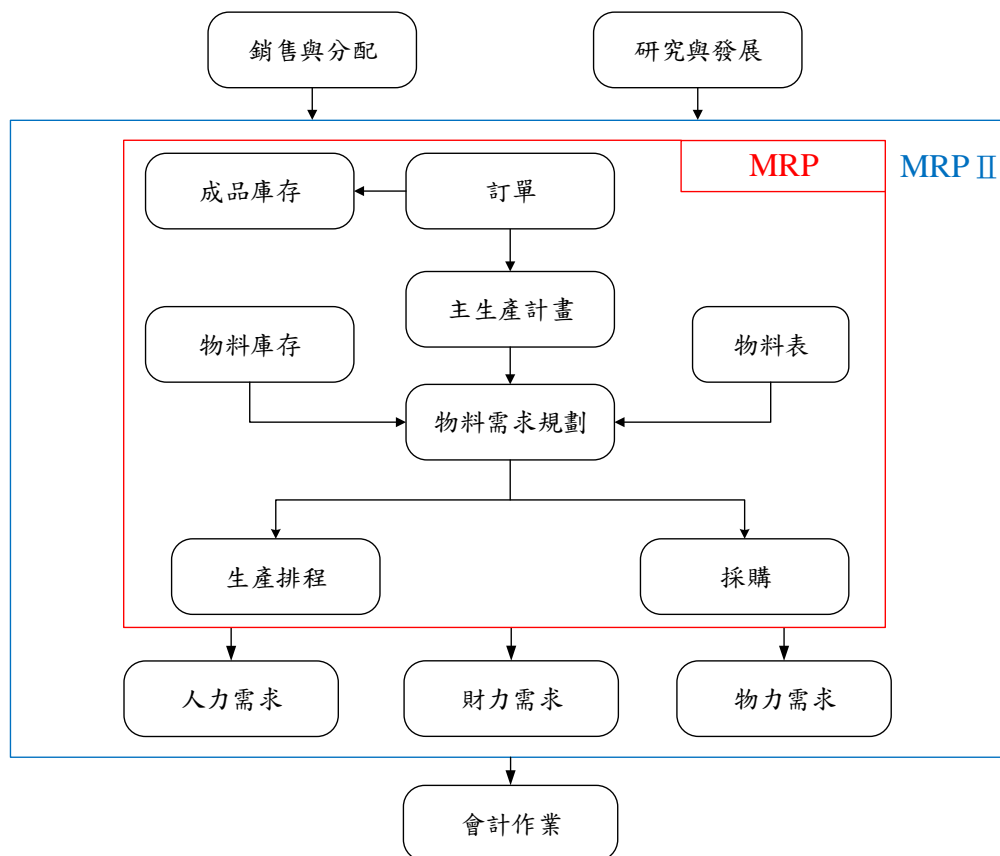 銷售與分配
研究與發展
MRP
MRPⅡ
成品庫存
訂單
主生產計畫
物料庫存
物料表
物料需求規劃
生產排程
採購
人力需求
財力需求
物力需求
會計作業